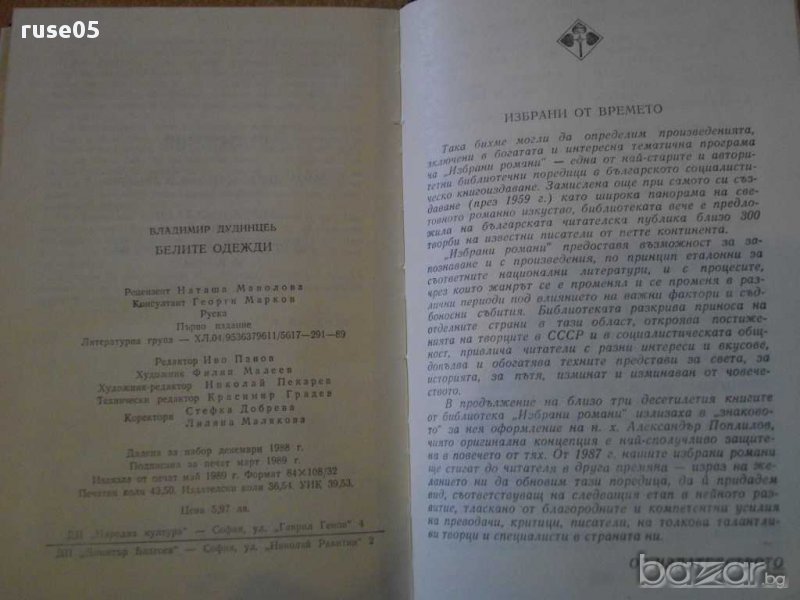 ruse05
ВЛАДИМИР ДУДИНЦЕВ
БЕЛИТЕ ОДЕЖДИ
Рецензент Наташа Манолова
Консултант Георги Марков
Руска
Първо издание
Литературна група — ХЛ.04.9536379611/5617—291—89
Редактор Иво Панов
Художник Филип Малеев
Художник-редактор Николай Пекарев
Технически редактор Красимир Градев
Коректори Стефка Добрева
Лиляна Малякова
Дадена за набор декември 1988 г.
Подписана за печат март 1989 г.
Излязла от печат май 1989 г. Формат 84×108/32
Печатни коли 43,50. Издателски коли 36,54. УИК 39,53.
Цена 5,97 лв.
ДИ „Народна култура" — София, ул. „Гаврил Генов" 4
ДП „Димитър Благоев" — София, ул. „Николай Ракитин" 2
ИЗБРАНИ ОТ ВРЕМЕТО
Така бихме могли да определим произведенията,
включени в богатата и интересна тематична програма
на „Избрани романи" — една от най-старите и автори-
тетни библиотечни поредици в българското социалисти-
ческо книгоиздаване. Замислена още при самото си създ-
даване (през 1959 г.) като широка панорама на све-
товното романно изкуство, библиотеката вече е предло-
жила на българската читателска публика близо 300
творби на известни писатели от петте континента.
„Избрани романи" предоставя възможност за за-
познаване и с произведения, по принцип еталонни за
съответните национални литератури, и с процесите,
чрез които жанрът се е променял и се променя в раз-
лични периоди под влиянието на важни фактори и съд-
боносни събития. Библиотеката разкрива приноса на
отделните страни в тази област, откроява постиже-
нията на творците в СССР и в социалистическата общ-
ност, привлича читатели с разни интереси и вкусове,
допълва и обогатява техните представи за света, за
историята, за пътя, изминат и изминаван от човече-
ството.
В продължение на близо три десетилетия книгите
от библиотека „Избрани романи" излизаха в „знаково-
то" за нея оформление на н. х. Александър Поплилов,
чиято оригинална концепция е най-сполучливо защите-
на в повечето от тях. От 1987 г. нашите избрани романи
ще стигат до читателя в друга премяна — израз на же-
ланието ни да обновим тази поредица, да ѝ придадем
вид, съответствуващ на следващия етап в нейното раз-
витие, тласкано от благородните и компетентни усилия
на преводачи, критици, писатели, на толкова талантли-
ви творци и специалисти в страната ни.
ОТ ИЗДАТЕЛСТВОТО
bazar.bg